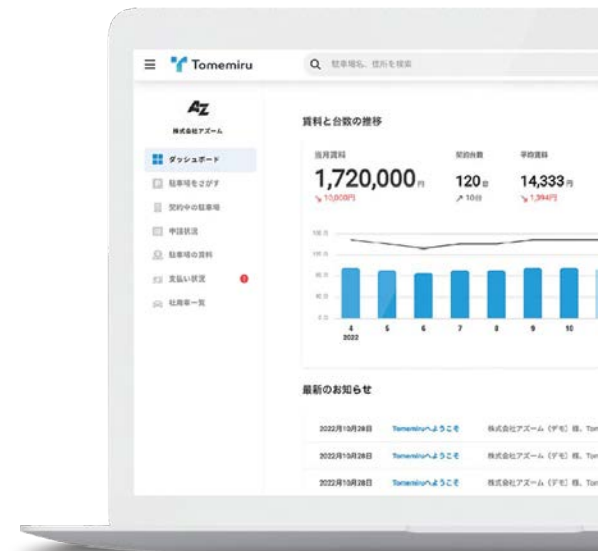 Tomemiru
駐車場名、住所を検索
AZ
株式会社アズーム
ダッシュボード
駐車場をさがす
契約中の駐車場
申請状況
駐車場の賃料
支払い状況
社用車一覧
賃料と台数の推移
当月賃料 契約台数 平均賃料
1,720,000円 120台 14,333円
↘ 10,000円 ↗ 10台 ↘ 1,394円
4 5 6 7 8 9 10
2022
最新のお知らせ
2022月10月28日 Tomemiruへようこそ 株式会社アズーム（デモ）様、Tom
2022月10月28日 Tomemiruへようこそ 株式会社アズーム（デモ）様、Tom
2022月10月28日 Tomemiruへようこそ 株式会社アズーム（デモ）様、Tom